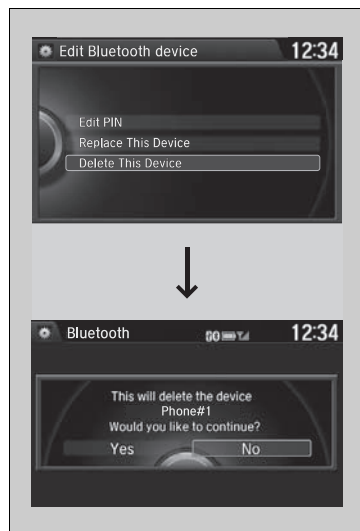 Edit Bluetooth device 12:34
Edit PIN
Replace This Device
Delete This Device
Bluetooth 12:34
This will delete the device
Phone#1
Would you like to continue?
Yes No